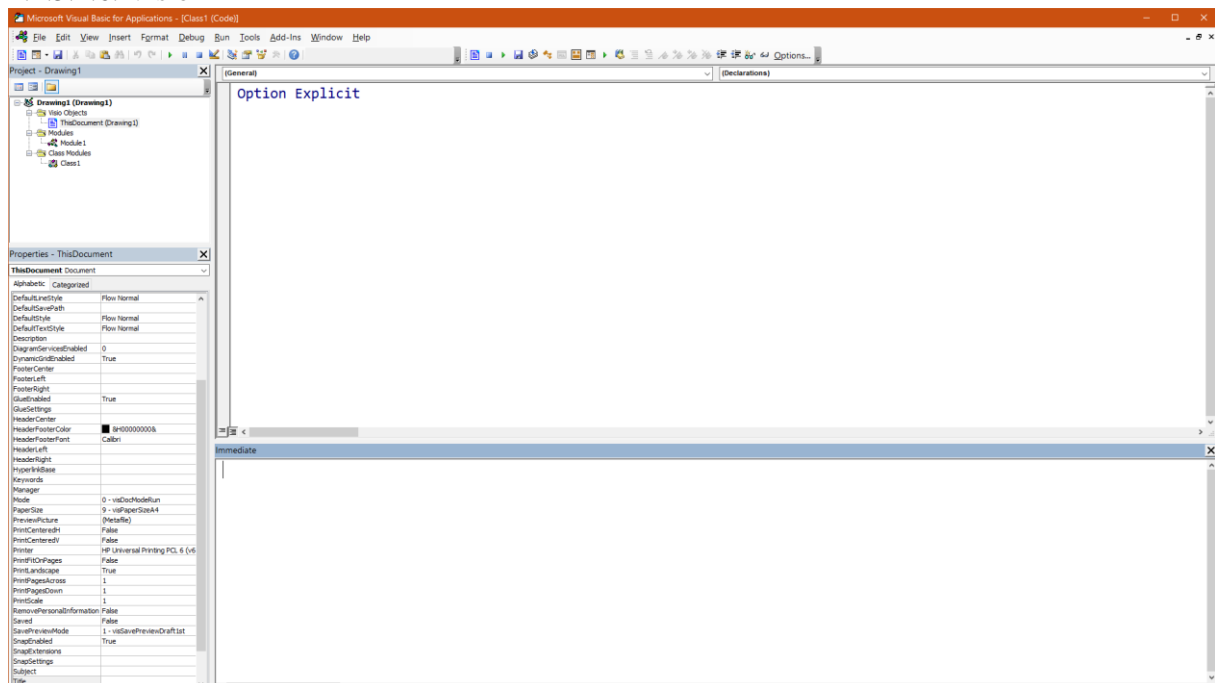 Microsoft Visual Basic for Applications - [Class1 (Code)]
File Edit View Insert Format Debug Run Tools Add-Ins Window Help
Options...
Project - Drawing1
Drawing1 (Drawing1)
Visio Objects
ThisDocument (Drawing1)
Modules
Module1
Class Modules
Class1
Properties - ThisDocument
ThisDocument Document
Alphabetic Categorized
DefaultLineStyle Flow Normal
DefaultSavePath
DefaultStyle Flow Normal
DefaultTextStyle Flow Normal
Description
DiagramServicesEnabled 0
DynamicGridEnabled True
FooterCenter
FooterLeft
FooterRight
GlueEnabled True
GlueSettings
HeaderCenter
HeaderFooterColor &H00000000&
HeaderFooterFont Calibri
HeaderLeft
HeaderRight
HyperlinkBase
Keywords
Manager
Mode 0 - visDocModeRun
PaperSize 9 - visPaperSizeA4
PreviewPicture (Metafile)
PrintCenteredH False
PrintCenteredV False
Printer HP Universal Printing PCL 6 (v6
PrintFitOnPages False
PrintLandscape True
PrintPagesAcross 1
PrintPagesDown 1
PrintScale 1
RemovePersonalInformation False
Saved False
SavePreviewMode 1 - visSavePreviewDraft1st
SnapEnabled True
SnapExtensions
SnapSettings
Subject
Title
(General) (Declarations)
Option Explicit
Immediate